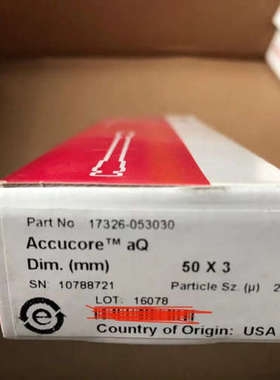 Part No 17326-053030
Accucore™ aQ
Dim. (mm) 50 X 3
SN: 10788721 Particle Sz. (µ) 2
LOT: 16078
Country of Origin: USA
e